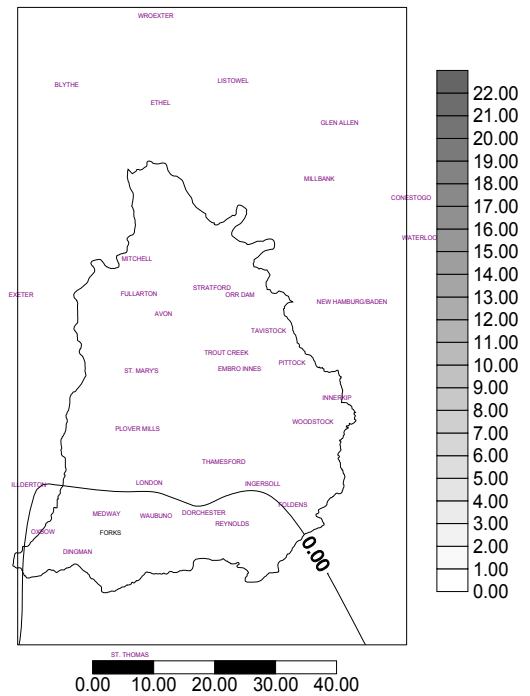 WROEXTER
BLYTHE
LISTOWEL
ETHEL
GLEN ALLEN
MILLBANK
CONESTOGO
WATERLOO
MITCHELL
EXETER
FULLARTON
STRATFORD
ORR DAM
NEW HAMBURG/BADEN
AVON
TAVISTOCK
TROUT CREEK
PITTOCK
ST. MARY'S
EMBRO INNES
INNERKIP
WOODSTOCK
PLOVER MILLS
THAMESFORD
ILLDERTON
LONDON
INGERSOLL
FOLDENS
MEDWAY
WAUBUNO
DORCHESTER
REYNOLDS
OXBOW
FORKS
DINGMAN
0.00
ST. THOMAS
0.00 10.00 20.00 30.00 40.00
22.00
21.00
20.00
19.00
18.00
17.00
16.00
15.00
14.00
13.00
12.00
11.00
10.00
9.00
8.00
7.00
6.00
5.00
4.00
3.00
2.00
1.00
0.00